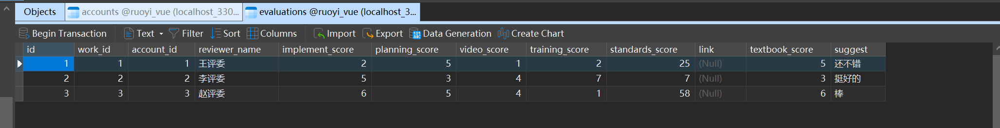 Objects accounts @ruoyi_vue (localhost_330... evaluations @ruoyi_vue (localhost_3...
Begin Transaction Text Filter Sort Columns Import Export Data Generation Create Chart
id work_id account_id reviewer_name implement_score planning_score video_score training_score standards_score link textbook_score suggest
1 1 1 王评委 2 5 1 2 25 (Null) 5 还不错
2 2 2 李评委 5 3 4 7 7 (Null) 3 挺好的
3 3 3 赵评委 6 5 4 1 58 (Null) 6 棒